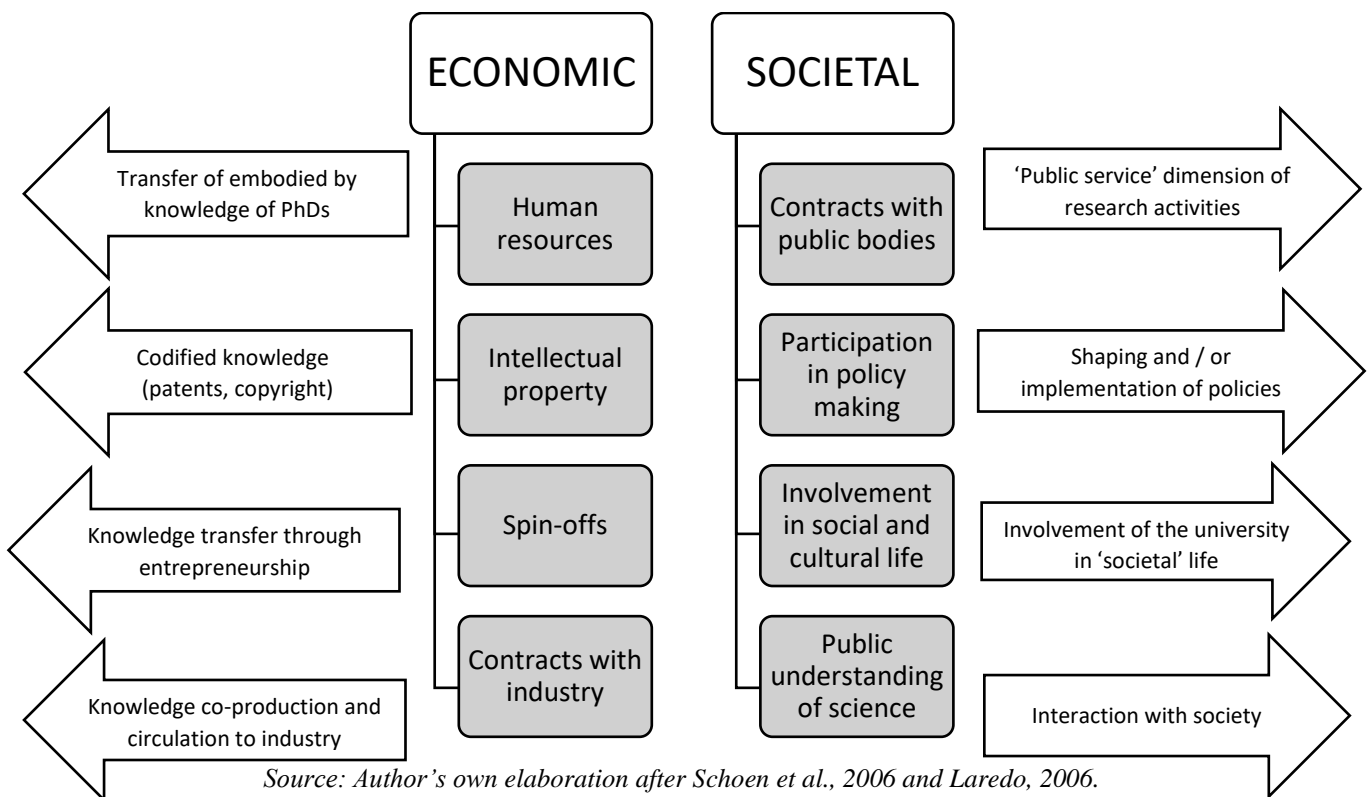 ECONOMIC
Transfer of embodied by
knowledge of PhDs
Human
resources
Codified knowledge
(patents, copyright)
Intellectual
property
Knowledge transfer through
entrepreneurship
Spin-offs
Knowledge co-production and
circulation to industry
Contracts with
industry
SOCIETAL
Contracts with
public bodies
‘Public service’ dimension of
research activities
Participation
in policy
making
Shaping and / or
implementation of policies
Involvement
in social and
cultural life
Involvement of the university
in ‘societal’ life
Public
understanding
of science
Interaction with society
Source: Author’s own elaboration after Schoen et al., 2006 and Laredo, 2006.